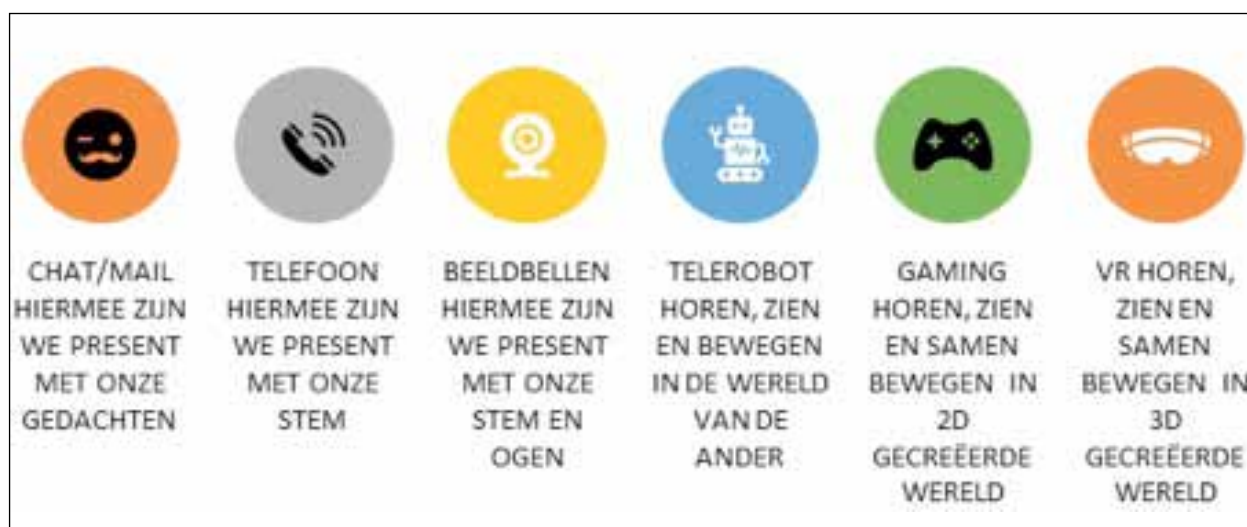 CHAT/MAIL
HIERMEE ZIJN
WE PRESENT
MET ONZE
GEDACHTEN
TELEFOON
HIERMEE ZIJN
WE PRESENT
MET ONZE
STEM
BEELDBELLEN
HIERMEE ZIJN
WE PRESENT
MET ONZE
STEM EN
OGEN
TELEROBOT
HOREN, ZIEN
EN BEWEGEN
IN DE WERELD
VAN DE
ANDER
GAMING
HOREN, ZIEN
EN SAMEN
BEWEGEN IN
2D
GECREËERDE
WERELD
VR HOREN,
ZIEN EN
SAMEN
BEWEGEN IN
3D
GECREËERDE
WERELD